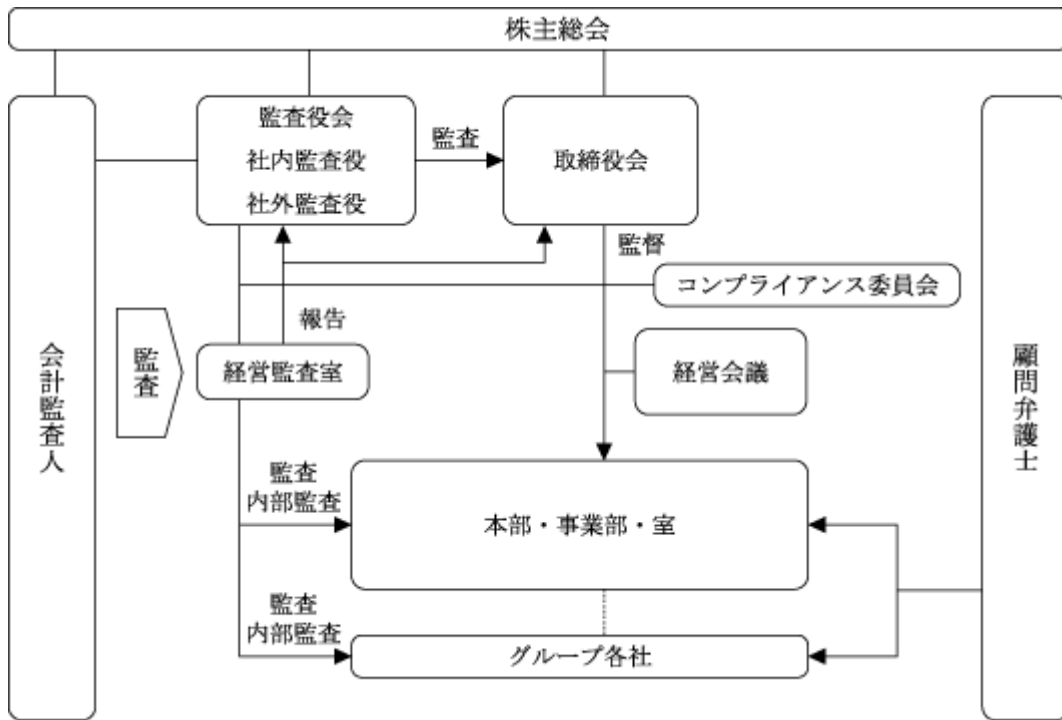 株主総会
監査役会
社内監査役
社外監査役
監査
取締役会
監督
コンプライアンス委員会
報告
会計監査人
監査
経営監査室
経営会議
顧問弁護士
監査
内部監査
本部・事業部・室
監査
内部監査
グループ各社